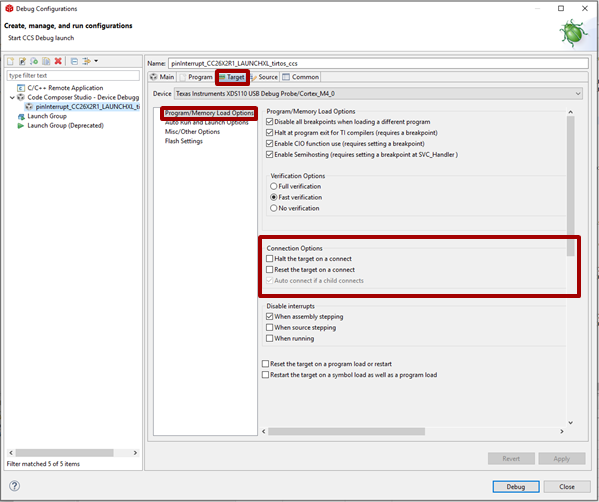 Debug Configurations
Create, manage, and run configurations
Start CCS Debug launch
type filter text
C/C++ Remote Application
Code Composer Studio - Device Debugg
pinInterrupt_CC26X2R1_LAUNCHXL_tirto
Launch Group
Launch Group (Deprecated)
Filter matched 5 of 5 items
Name: pinInterrupt_CC26X2R1_LAUNCHXL_tirtos_ccs
Main Program Target Source Common
Device Texas Instruments XDS110 USB Debug Probe/Cortex_M4_0
Program/Memory Load Options
Auto Run and Launch Options
Misc/Other Options
Flash Settings
Program/Memory Load Options
Disable all breakpoints when loading a different program
Halt at program exit for TI compilers (requires a breakpoint)
Enable CIO function use (requires setting a breakpoint)
Enable Semihosting (requires setting a breakpoint at SVC_Handler )
Verification Options
Full verification
Fast verification
No verification
Connection Options
Halt the target on a connect
Reset the target on a connect
Auto connect if a child connects
Disable interrupts
When assembly stepping
When source stepping
When running
Reset the target on a program load or restart
Restart the target on a symbol load as well as a program load
Revert Apply
? Debug Close